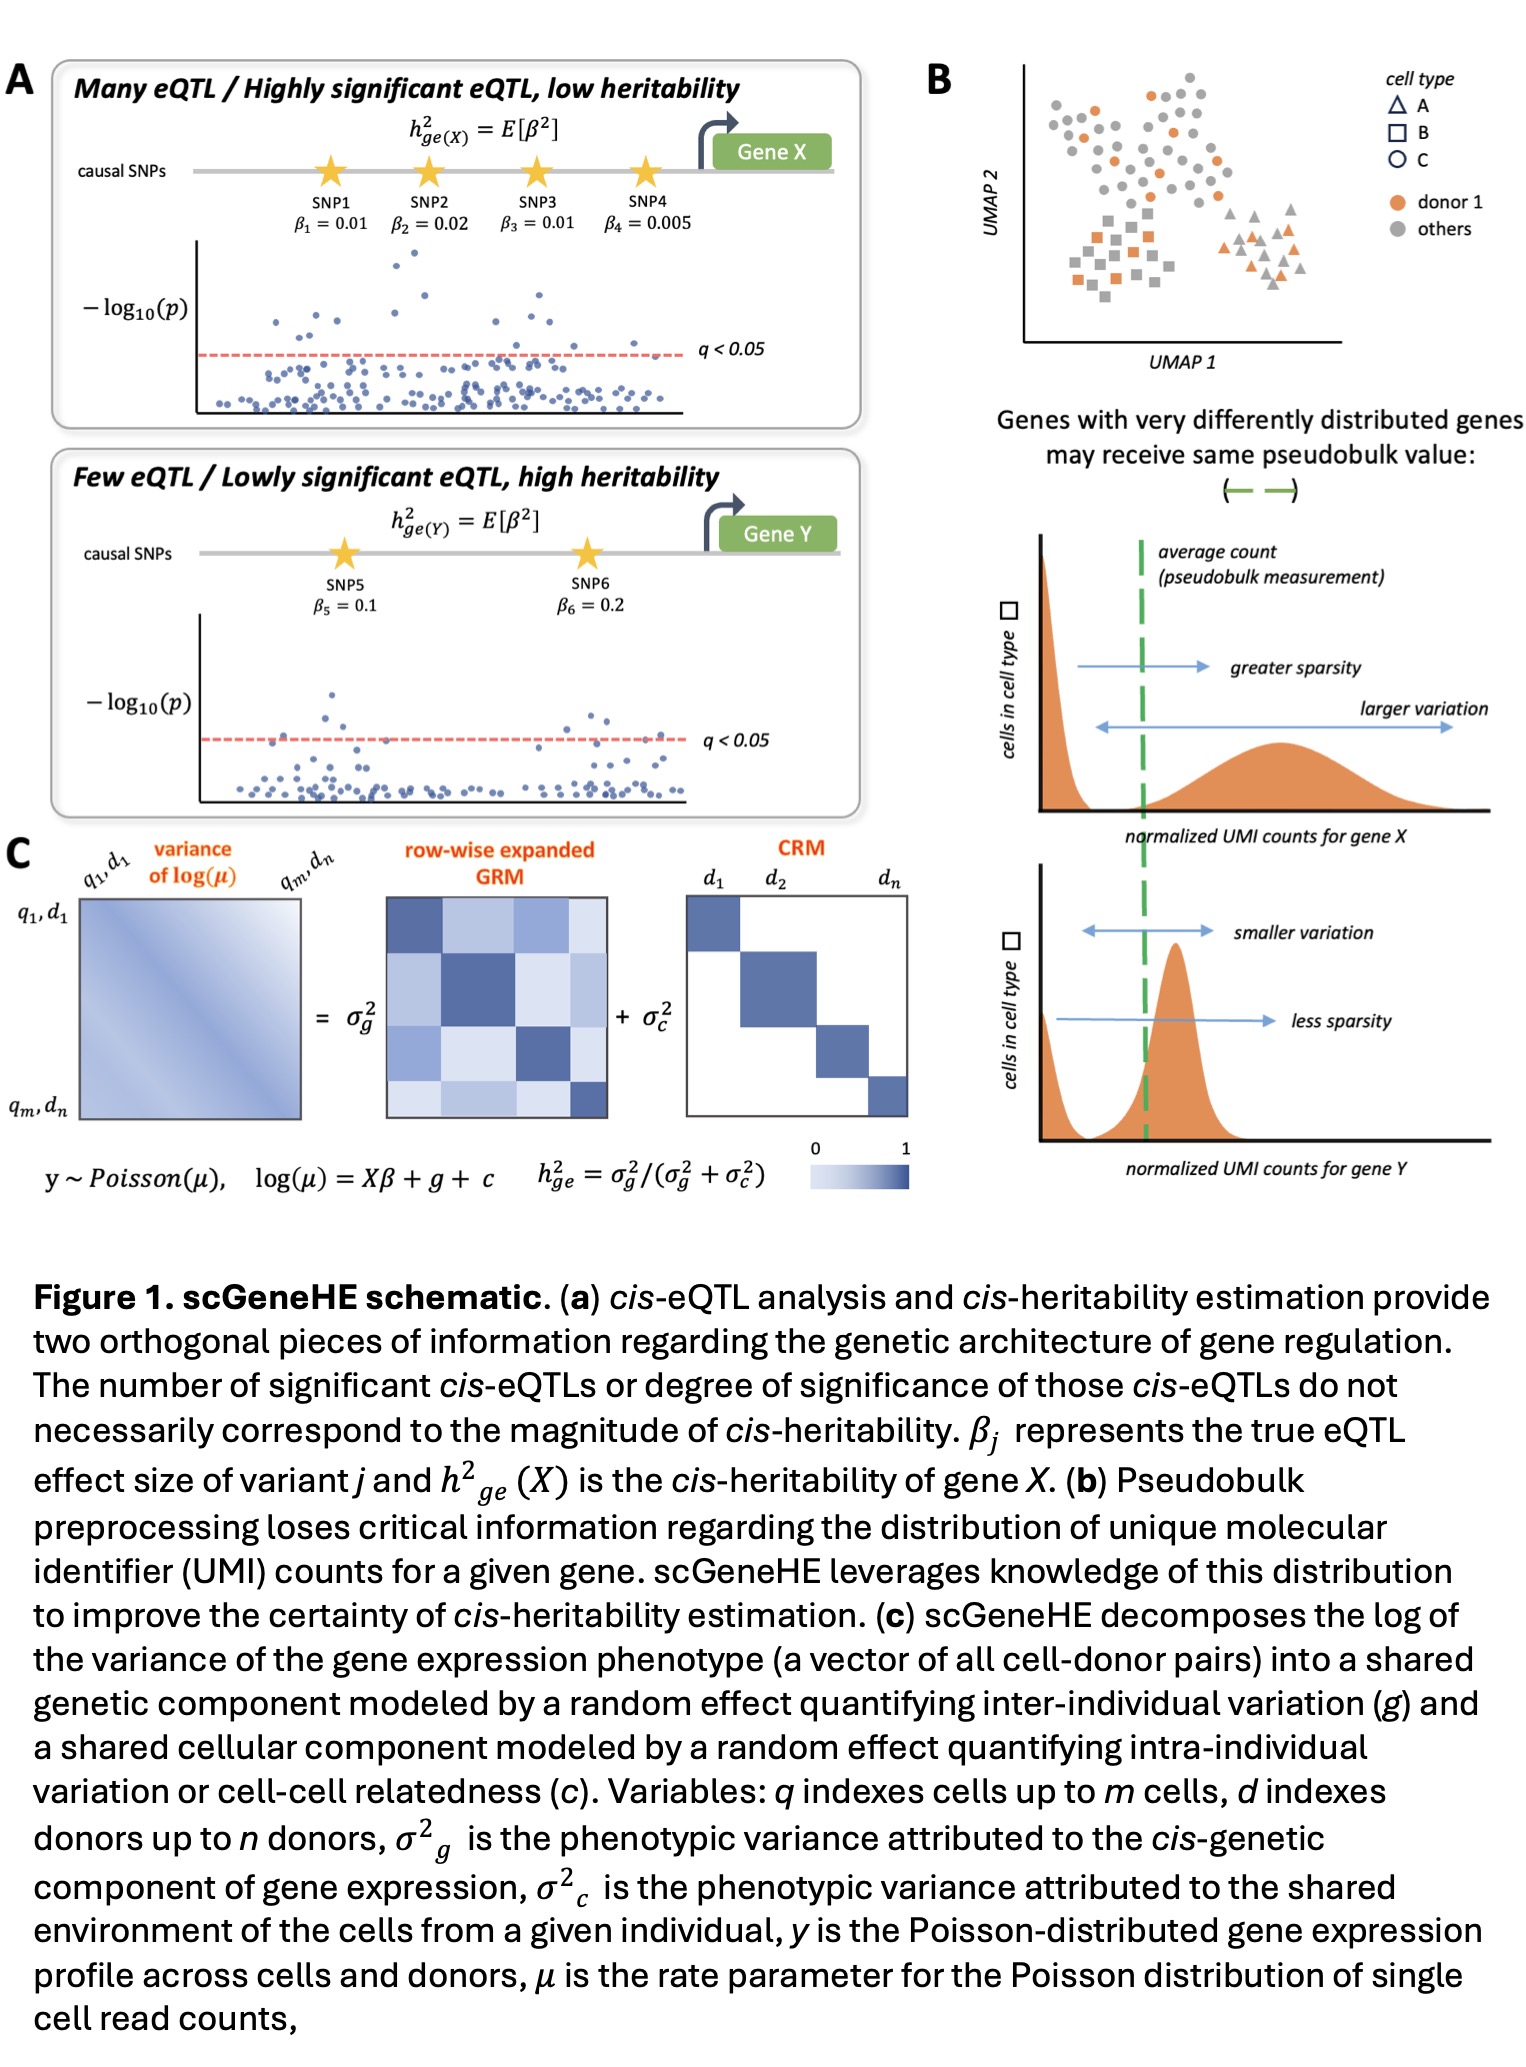 A
Many eQTL / Highly significant eQTL, low heritability
h²ge(X) = E[β²]
causal SNPs
Gene X
SNP1
β₁ = 0.01
SNP2
β₂ = 0.02
SNP3
β₃ = 0.01
SNP4
β₄ = 0.005
− log₁₀(p)
q < 0.05
Few eQTL / Lowly significant eQTL, high heritability
h²ge(Y) = E[β²]
causal SNPs
Gene Y
SNP5
β₅ = 0.1
SNP6
β₆ = 0.2
− log₁₀(p)
q < 0.05
B
UMAP 2
UMAP 1
cell type
A
B
C
donor 1
others
Genes with very differently distributed genes
may receive same pseudobulk value:
(— —)
average count
(pseudobulk measurement)
cells in cell type □
greater sparsity
larger variation
normalized UMI counts for gene X
cells in cell type □
smaller variation
less sparsity
normalized UMI counts for gene Y
C
q₁, d₁
variance
of log(μ)
qₘ, dₙ
q₁, d₁
qₘ, dₙ
= σ²g
row-wise expanded
GRM
+ σ²c
CRM
d₁
d₂
dₙ
0
1
y ~ Poisson(μ), log(μ) = Xβ + g + c h²ge = σ²g/(σ²g + σ²c)
Figure 1. scGeneHE schematic. (a) cis-eQTL analysis and cis-heritability estimation provide
two orthogonal pieces of information regarding the genetic architecture of gene regulation.
The number of significant cis-eQTLs or degree of significance of those cis-eQTLs do not
necessarily correspond to the magnitude of cis-heritability. βj represents the true eQTL
effect size of variant j and h²ge (X) is the cis-heritability of gene X. (b) Pseudobulk
preprocessing loses critical information regarding the distribution of unique molecular
identifier (UMI) counts for a given gene. scGeneHE leverages knowledge of this distribution
to improve the certainty of cis-heritability estimation. (c) scGeneHE decomposes the log of
the variance of the gene expression phenotype (a vector of all cell-donor pairs) into a shared
genetic component modeled by a random effect quantifying inter-individual variation (g) and
a shared cellular component modeled by a random effect quantifying intra-individual
variation or cell-cell relatedness (c). Variables: q indexes cells up to m cells, d indexes
donors up to n donors, σ²g is the phenotypic variance attributed to the cis-genetic
component of gene expression, σ²c is the phenotypic variance attributed to the shared
environment of the cells from a given individual, y is the Poisson-distributed gene expression
profile across cells and donors, μ is the rate parameter for the Poisson distribution of single
cell read counts,